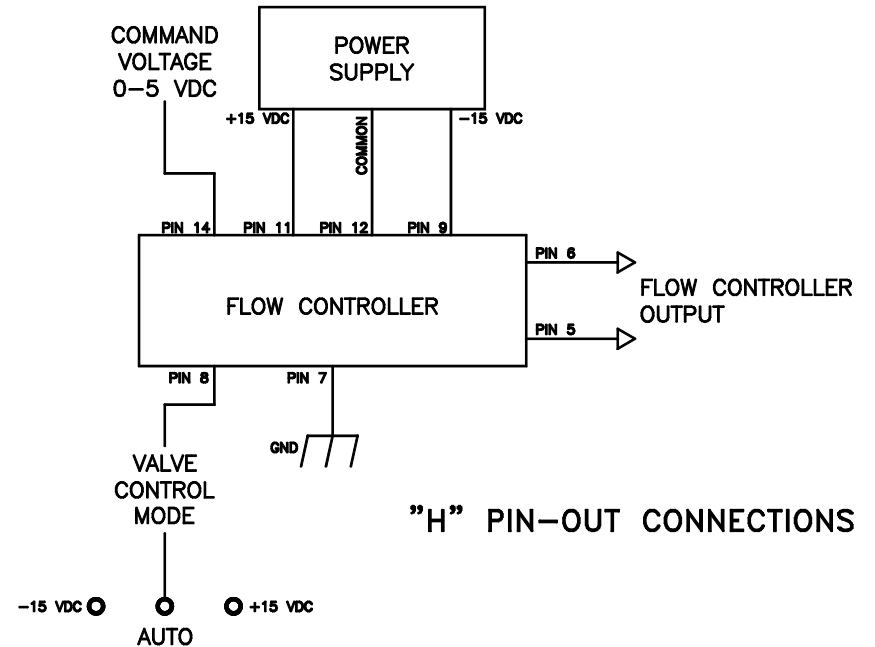 COMMAND
VOLTAGE
0-5 VDC
POWER
SUPPLY
+15 VDC
COMMON
-15 VDC
PIN 14
PIN 11
PIN 12
PIN 9
FLOW CONTROLLER
PIN 6
PIN 5
FLOW CONTROLLER
OUTPUT
PIN 8
PIN 7
GND
VALVE
CONTROL
MODE
"H" PIN-OUT CONNECTIONS
-15 VDC
+15 VDC
AUTO